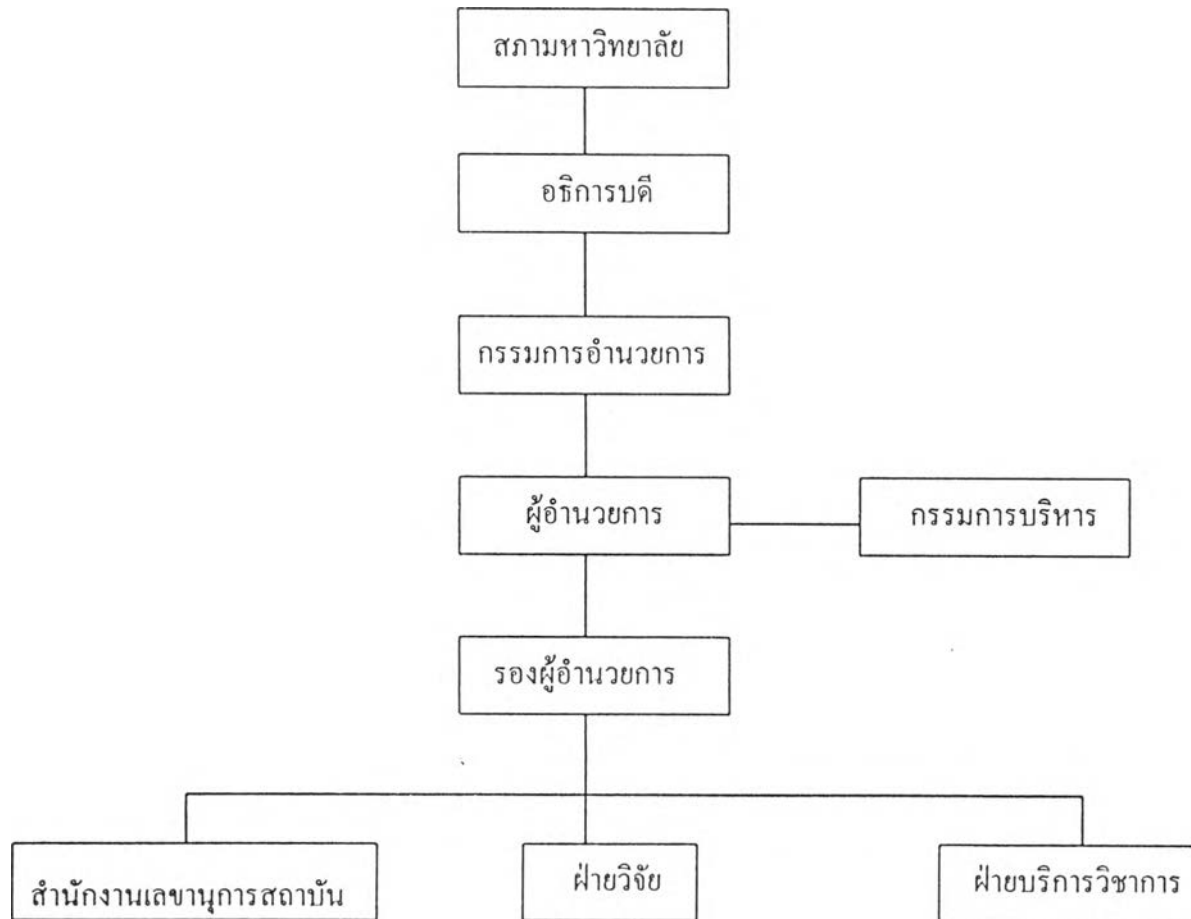 สภามหาวิทยาลัย
อธิการบดี
กรรมการอำนวยการ
ผู้อำนวยการ
กรรมการบริหาร
รองผู้อำนวยการ
สำนักงานเลขานุการสถาบัน
ฝ่ายวิจัย
ฝ่ายบริการวิชาการ